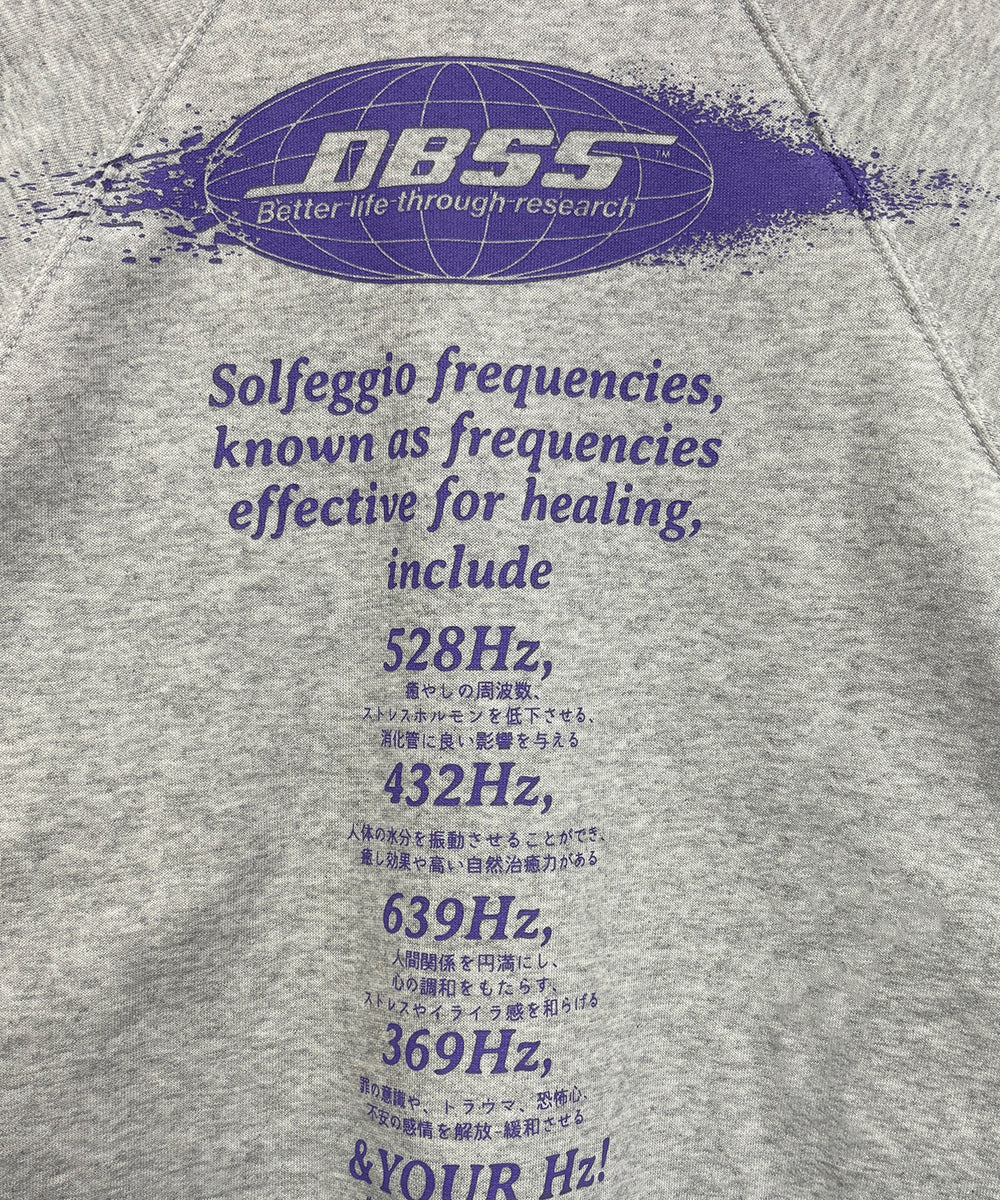 DBSS™
Better life through research
Solfeggio frequencies,
known as frequencies
effective for healing,
include
528Hz,
癒やしの周波数、
ストレスホルモンを低下させる、
消化管に良い影響を与える
432Hz,
人体の水分を振動させることができ、
癒し効果や高い自然治癒力がある
639Hz,
人間関係を円満にし、
心の調和をもたらす、
ストレスやイライラ感を和らげる
369Hz,
罪の意識や、トラウマ、恐怖心、
不安の感情を解放・緩和させる
&YOUR Hz!